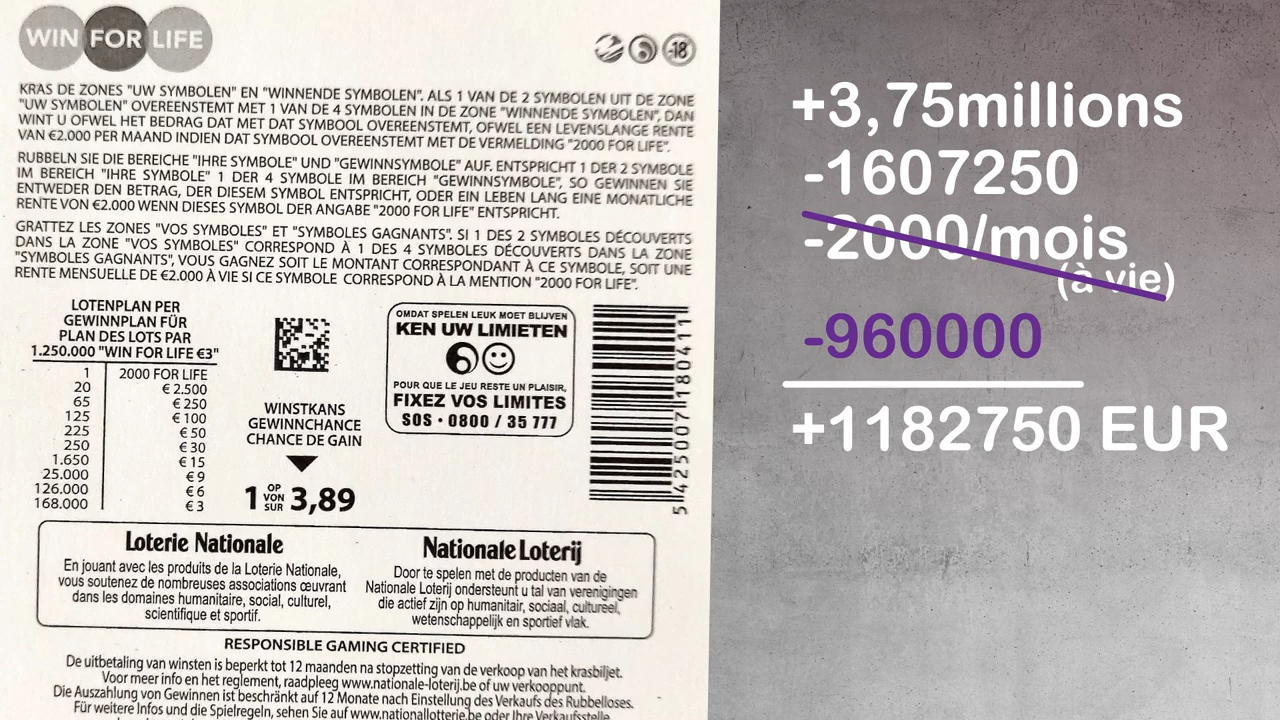 WIN FOR LIFE
-18
KRAS DE ZONES "UW SYMBOLEN" EN "WINNENDE SYMBOLEN". ALS 1 VAN DE 2 SYMBOLEN UIT DE ZONE
"UW SYMBOLEN" OVEREENSTEMT MET 1 VAN DE 4 SYMBOLEN IN DE ZONE "WINNENDE SYMBOLEN", DAN
WINT U OFWEL HET BEDRAG DAT MET DAT SYMBOOL OVEREENSTEMT, OFWEL EEN LEVENSLANGE RENTE
VAN €2.000 PER MAAND INDIEN DAT SYMBOOL OVEREENSTEMT MET DE VERMELDING "2000 FOR LIFE".
RUBBELN SIE DIE BEREICHE "IHRE SYMBOLE" UND "GEWINNSYMBOLE" AUF. ENTSPRICHT 1 DER 2 SYMBOLE
IM BEREICH "IHRE SYMBOLE" 1 DER 4 SYMBOLE IM BEREICH "GEWINNSYMBOLE", SO GEWINNEN SIE
ENTWEDER DEN BETRAG, DER DIESEM SYMBOL ENTSPRICHT, ODER EIN LEBEN LANG EINE MONATLICHE
RENTE VON €2.000 WENN DIESES SYMBOL DER ANGABE "2000 FOR LIFE" ENTSPRICHT.
GRATTEZ LES ZONES "VOS SYMBOLES" ET "SYMBOLES GAGNANTS". SI 1 DES 2 SYMBOLES DÉCOUVERTS
DANS LA ZONE "VOS SYMBOLES" CORRESPOND À 1 DES 4 SYMBOLES DÉCOUVERTS DANS LA ZONE
"SYMBOLES GAGNANTS", VOUS GAGNEZ SOIT LE MONTANT CORRESPONDANT À CE SYMBOLE, SOIT UNE
RENTE MENSUELLE DE €2.000 À VIE SI CE SYMBOLE CORRESPOND À LA MENTION "2000 FOR LIFE".
LOTENPLAN PER
GEWINNPLAN FÜR
PLAN DES LOTS PAR
1.250.000 "WIN FOR LIFE €3"
1 2000 FOR LIFE
20 € 2.500
65 € 250
125 € 100
225 € 50
250 € 30
1.650 € 15
25.000 € 9
126.000 € 6
168.000 € 3
WINSTKANS
GEWINNCHANCE
CHANCE DE GAIN
1 OP VON SUR 3,89
OMDAT SPELEN LEUK MOET BLIJVEN
KEN UW LIMIETEN
POUR QUE LE JEU RESTE UN PLAISIR,
FIXEZ VOS LIMITES
SOS · 0800 / 35 777
5 425007 180411
Loterie Nationale
En jouant avec les produits de la Loterie Nationale,
vous soutenez de nombreuses associations œuvrant
dans les domaines humanitaire, social, culturel,
scientifique et sportif.
Nationale Loterij
Door te spelen met de producten van de
Nationale Loterij ondersteunt u tal van verenigingen
die actief zijn op humanitair, sociaal, cultureel,
wetenschappelijk en sportief vlak.
RESPONSIBLE GAMING CERTIFIED
De uitbetaling van winsten is beperkt tot 12 maanden na stopzetting van de verkoop van het krasbiljet.
Voor meer info en het reglement, raadpleeg www.nationale-loterij.be of uw verkooppunt.
Die Auszahlung von Gewinnen ist beschränkt auf 12 Monate nach Einstellung des Verkaufs des Rubbelloses.
Für weitere Infos und die Spielregeln, sehen Sie auf www.nationallotterie.be oder Ihre Verkaufsstelle.
+3,75millions
-1607250
-2000/mois
(à vie)
-960000
+1182750 EUR